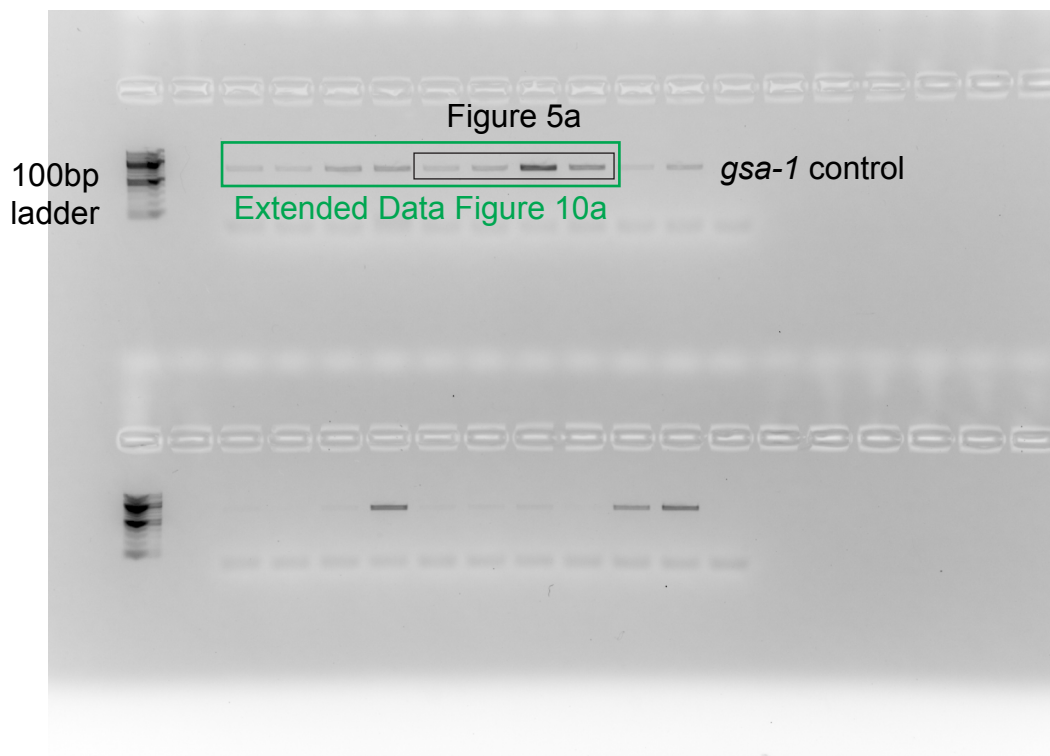 Figure 5a
100bp
ladder
gsa-1 control
Extended Data Figure 10a